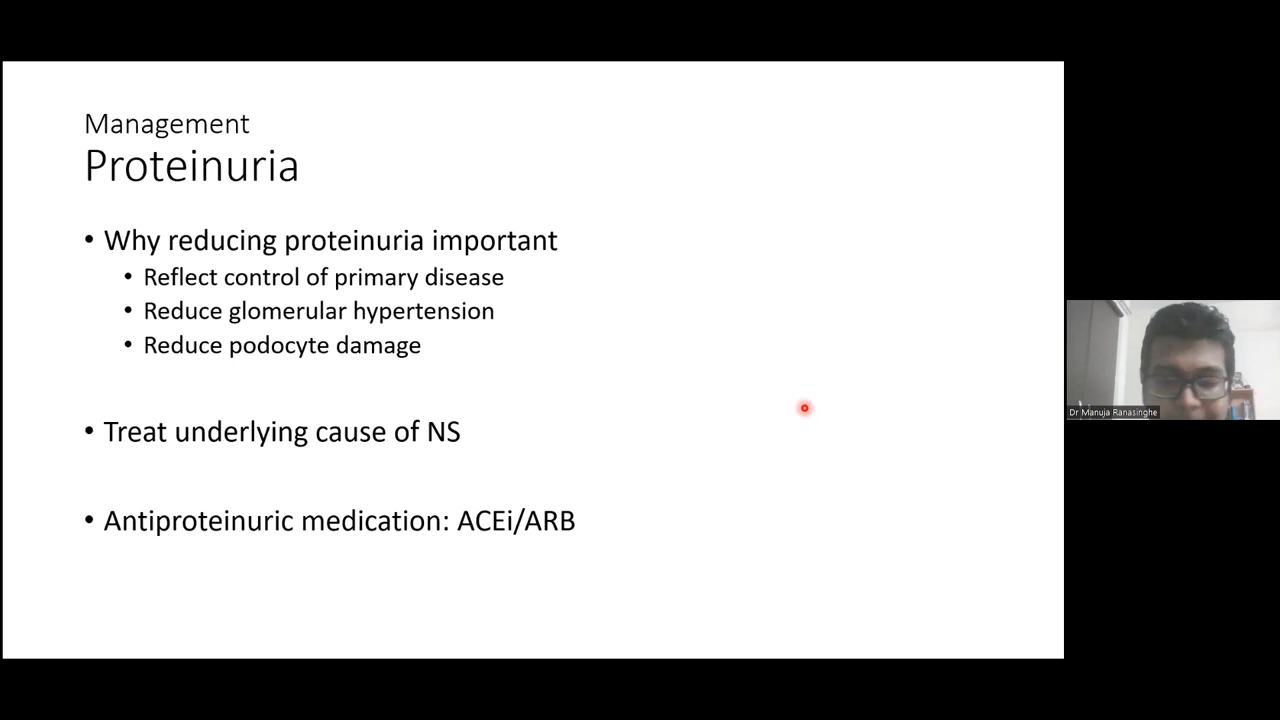 Management
Proteinuria
• Why reducing proteinuria important
• Reflect control of primary disease
• Reduce glomerular hypertension
• Reduce podocyte damage
• Treat underlying cause of NS
• Antiproteinuric medication: ACEi/ARB
Dr Manuja Ranasinghe